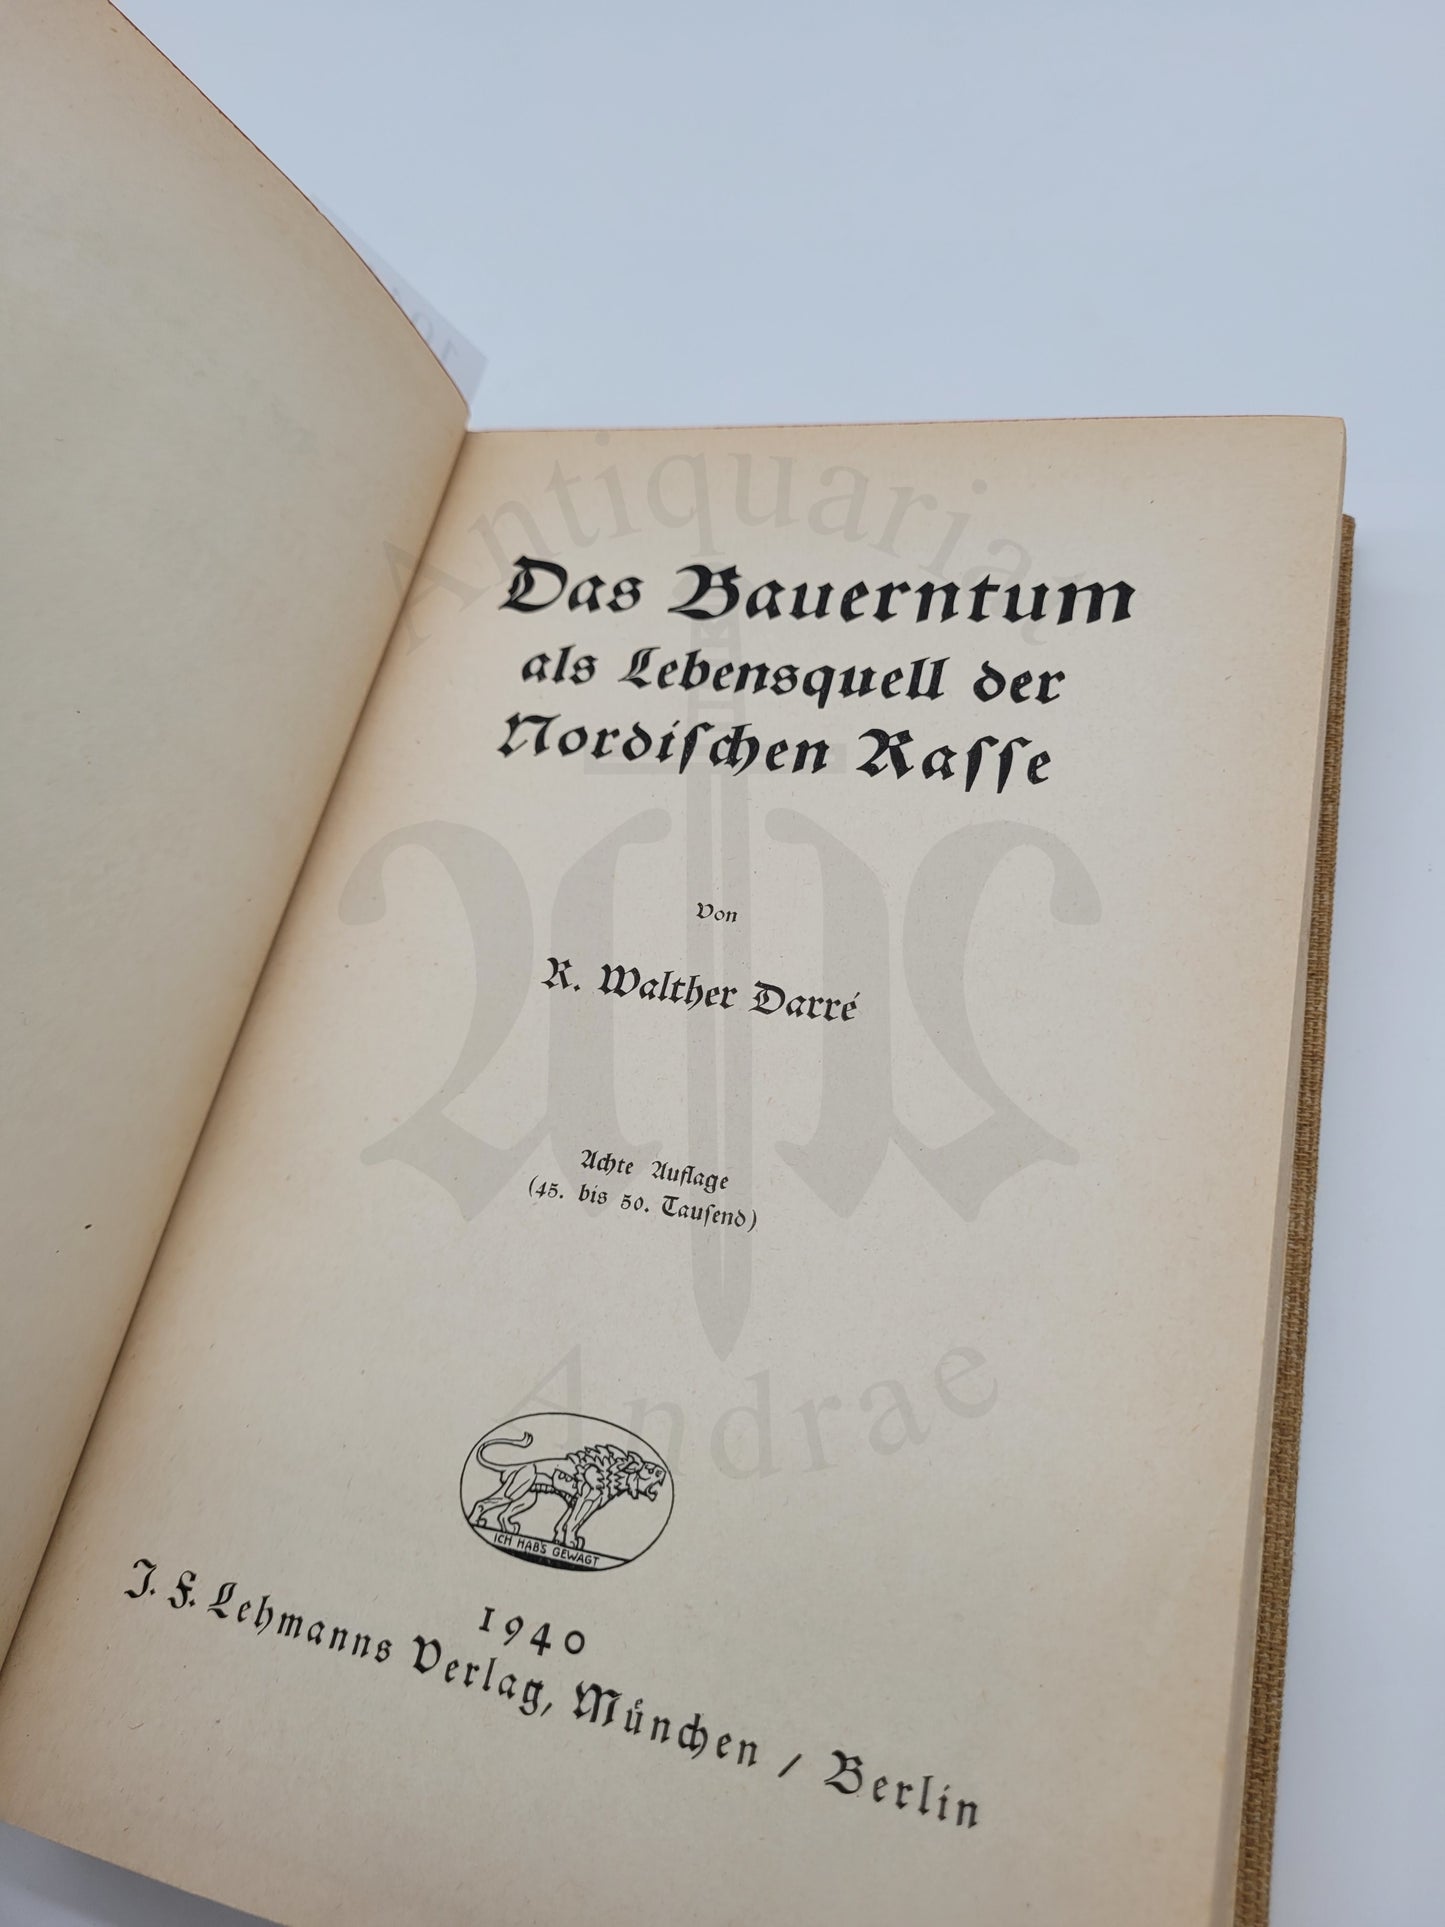 Antiquariat
Das Bauerntum
als Lebensquell der
Nordiſchen Raſſe
Von
R. Walther Darré
Achte Auflage
(45. bis 50. Tauſend)
Andrae
ICH HAB'S GEWAGT
1940
J. F. Lehmanns Verlag, München / Berlin